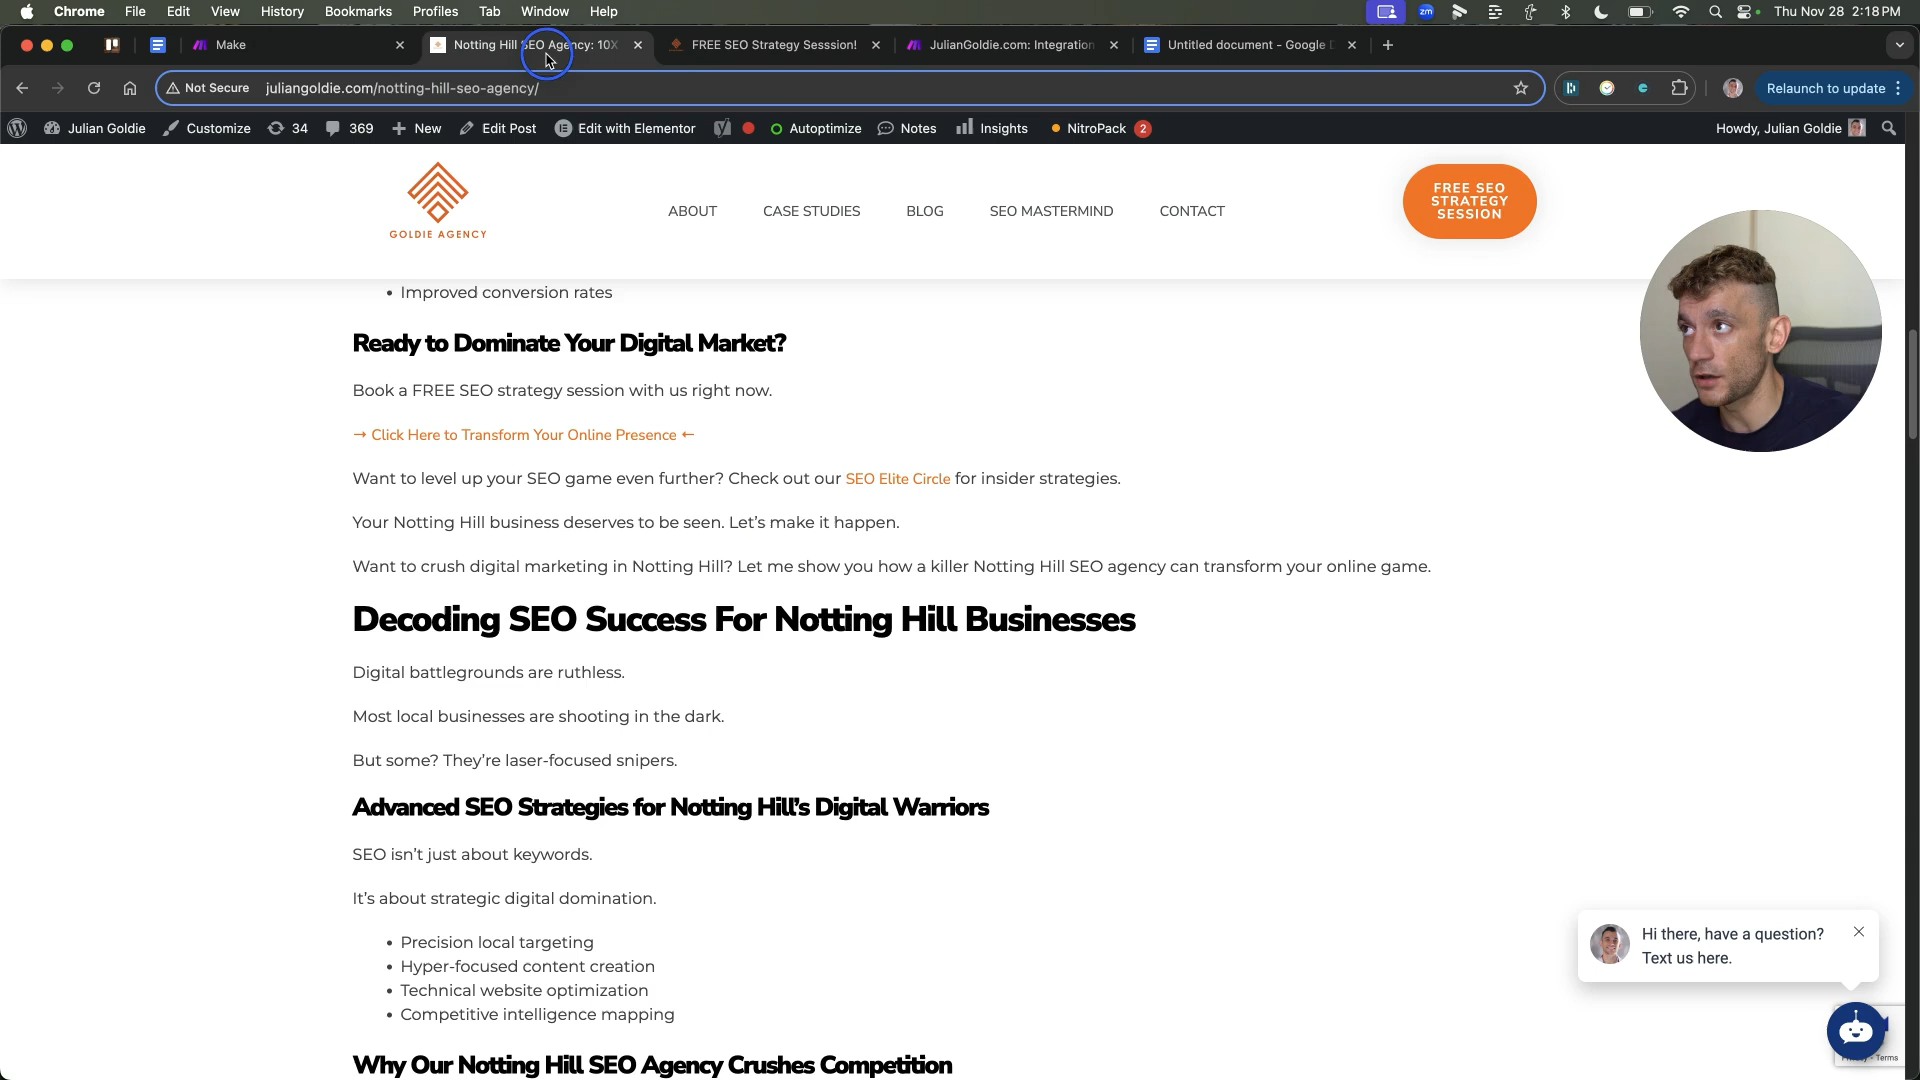 Chrome File Edit View History Bookmarks Profiles Tab Window Help
zm
Thu Nov 28 2:18 PM
Make
Notting Hill SEO Agency: 10X
FREE SEO Strategy Sesssion!
JulianGoldie.com: Integration
Untitled document - Google D
Not Secure juliangoldie.com/notting-hill-seo-agency/
Relaunch to update
Julian Goldie Customize 34 369 New Edit Post Edit with Elementor Autoptimize Notes Insights NitroPack 2
Howdy, Julian Goldie
GOLDIE AGENCY
ABOUT CASE STUDIES BLOG SEO MASTERMIND CONTACT
FREE SEO
STRATEGY
SESSION
• Improved conversion rates
Ready to Dominate Your Digital Market?
Book a FREE SEO strategy session with us right now.
→ Click Here to Transform Your Online Presence ←
Want to level up your SEO game even further? Check out our SEO Elite Circle for insider strategies.
Your Notting Hill business deserves to be seen. Let’s make it happen.
Want to crush digital marketing in Notting Hill? Let me show you how a killer Notting Hill SEO agency can transform your online game.
Decoding SEO Success For Notting Hill Businesses
Digital battlegrounds are ruthless.
Most local businesses are shooting in the dark.
But some? They’re laser-focused snipers.
Advanced SEO Strategies for Notting Hill’s Digital Warriors
SEO isn’t just about keywords.
It’s about strategic digital domination.
• Precision local targeting
• Hyper-focused content creation
• Technical website optimization
• Competitive intelligence mapping
Why Our Notting Hill SEO Agency Crushes Competition
Hi there, have a question?
Text us here.
- Terms